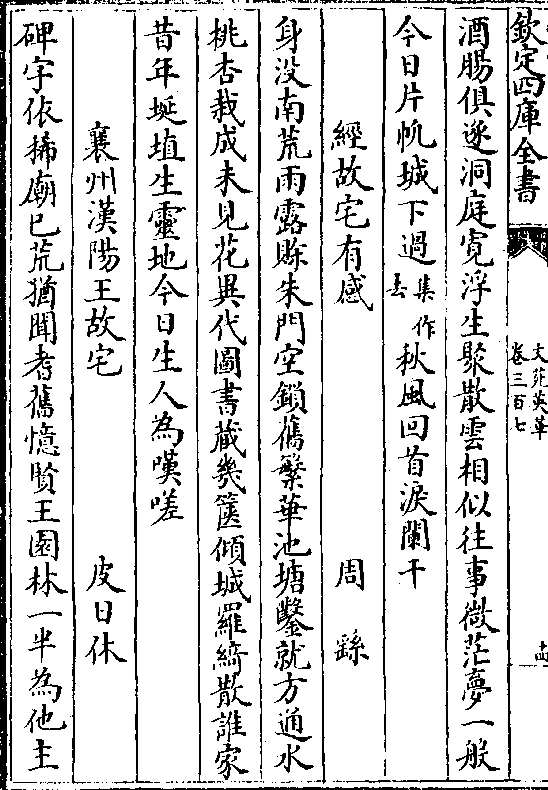 欽定四庫全書
文苑英華
卷三百七
酒腸俱逐洞庭寛浮生聚散雲相似往事微茫夢一般
今日片帆城下過集作去秋風回首淚闌干
經故宅有感 周繇
身没南荒雨露賖朱門空鎖舊繁華池塘鑿就方通水
桃杏栽成未見花異代圖書藏幾篋傾城羅綺散誰家
昔年埏埴生靈地今日生人為嘆嗟
襄州漢陽王故宅 皮日休
碑字依稀廟已荒猶聞耆舊憶賢王園林一半為他主